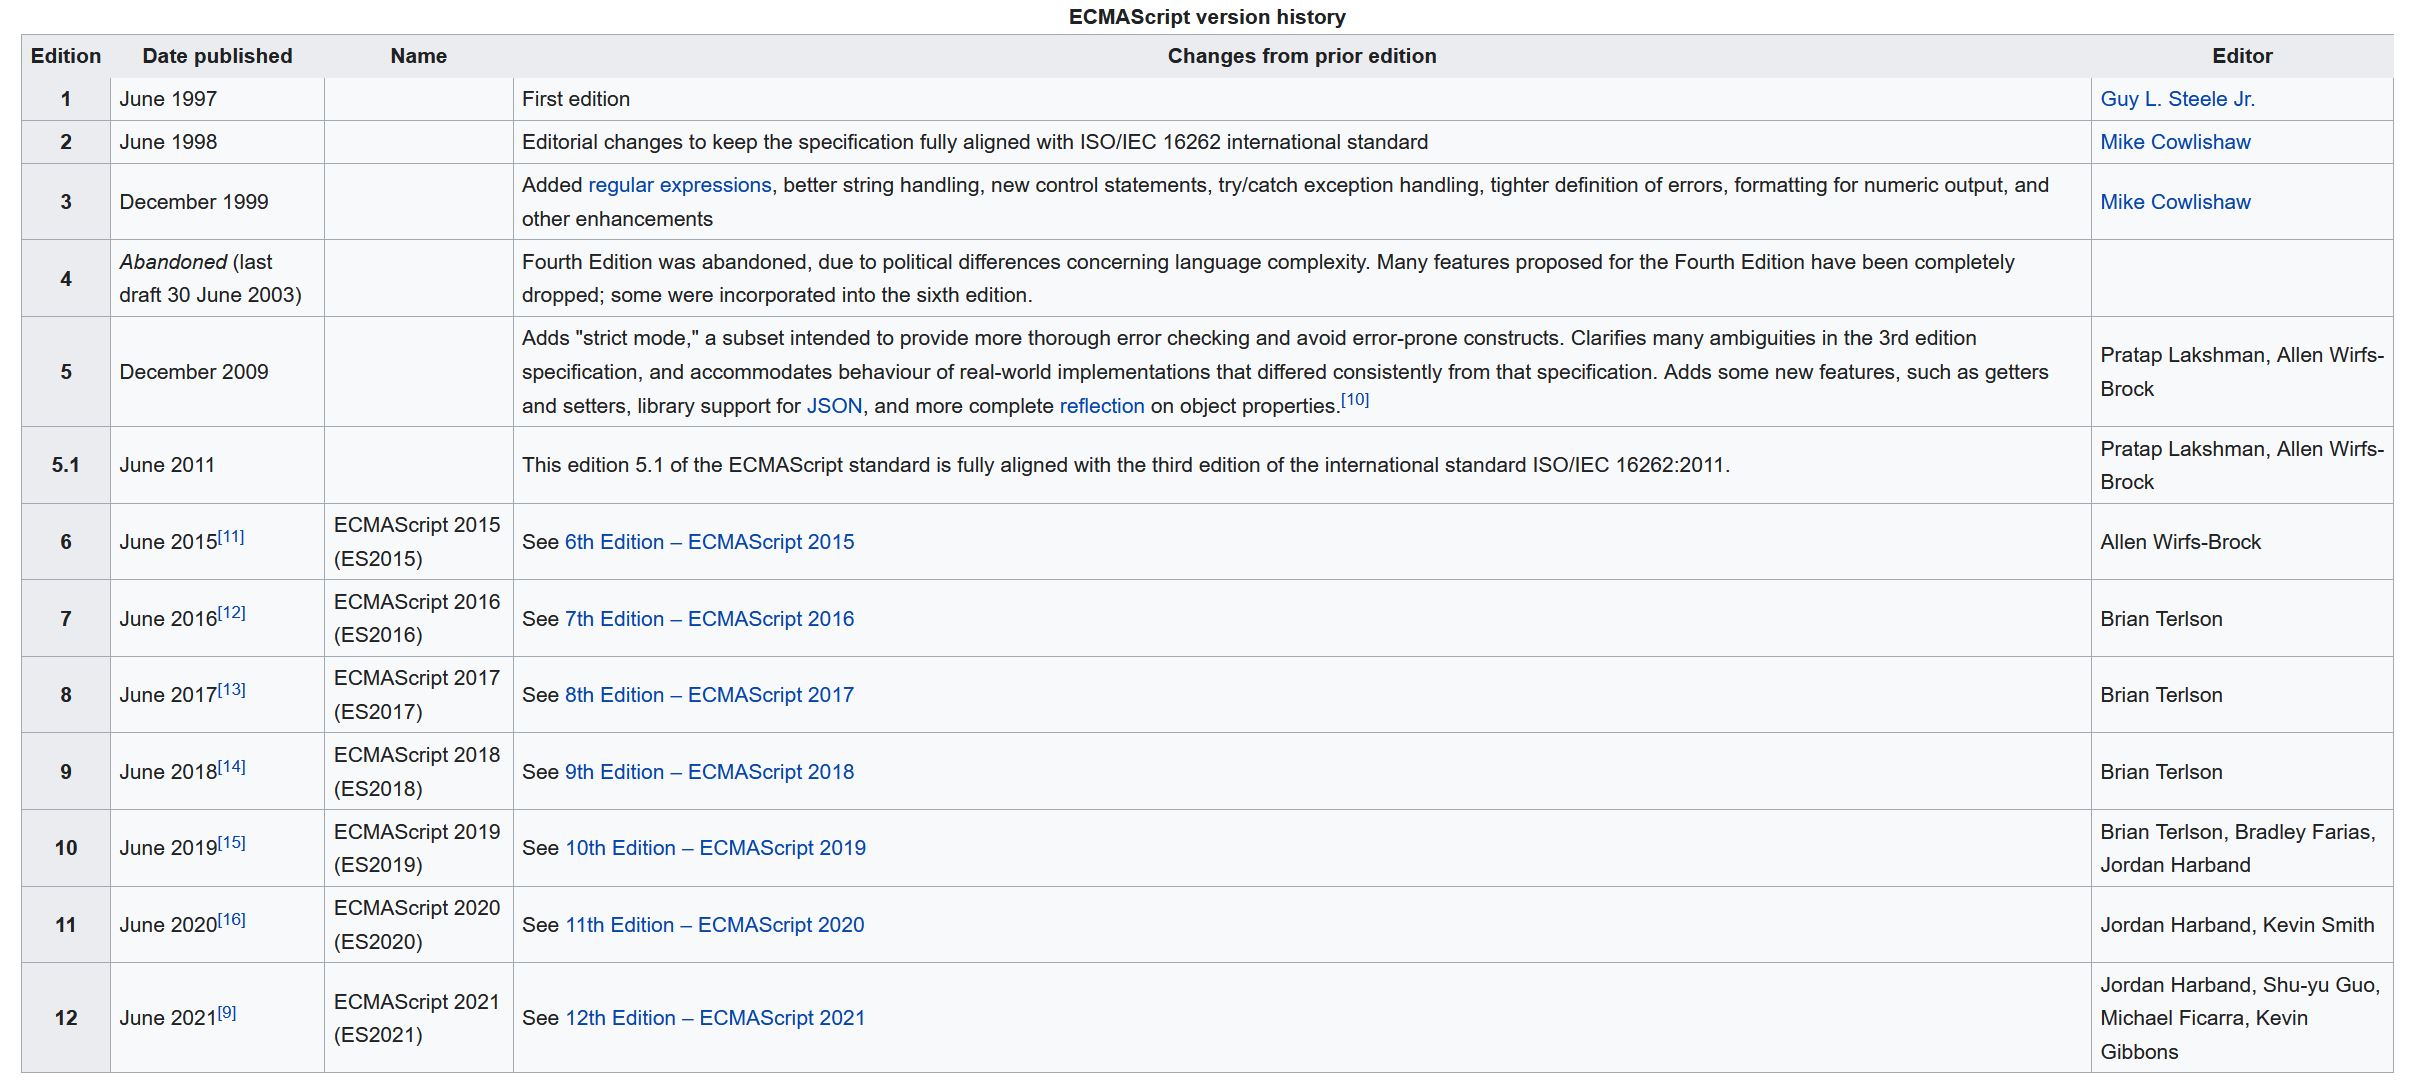 ECMAScript version history
Edition Date published Name Changes from prior edition Editor
1 June 1997 First edition Guy L. Steele Jr.
2 June 1998 Editorial changes to keep the specification fully aligned with ISO/IEC 16262 international standard Mike Cowlishaw
3 December 1999 Added regular expressions, better string handling, new control statements, try/catch exception handling, tighter definition of errors, formatting for numeric output, and
other enhancements
Mike Cowlishaw
4 Abandoned (last
draft 30 June 2003)
Fourth Edition was abandoned, due to political differences concerning language complexity. Many features proposed for the Fourth Edition have been completely
dropped; some were incorporated into the sixth edition.
5 December 2009 Adds "strict mode," a subset intended to provide more thorough error checking and avoid error-prone constructs. Clarifies many ambiguities in the 3rd edition
specification, and accommodates behaviour of real-world implementations that differed consistently from that specification. Adds some new features, such as getters
and setters, library support for JSON, and more complete reflection on object properties.[10]
Pratap Lakshman, Allen Wirfs-
Brock
5.1 June 2011 This edition 5.1 of the ECMAScript standard is fully aligned with the third edition of the international standard ISO/IEC 16262:2011.
Pratap Lakshman, Allen Wirfs-
Brock
6 June 2015[11] ECMAScript 2015
(ES2015)
See 6th Edition – ECMAScript 2015 Allen Wirfs-Brock
7 June 2016[12] ECMAScript 2016
(ES2016)
See 7th Edition – ECMAScript 2016 Brian Terlson
8 June 2017[13] ECMAScript 2017
(ES2017)
See 8th Edition – ECMAScript 2017 Brian Terlson
9 June 2018[14] ECMAScript 2018
(ES2018)
See 9th Edition – ECMAScript 2018 Brian Terlson
10 June 2019[15] ECMAScript 2019
(ES2019)
See 10th Edition – ECMAScript 2019 Brian Terlson, Bradley Farias,
Jordan Harband
11 June 2020[16] ECMAScript 2020
(ES2020)
See 11th Edition – ECMAScript 2020 Jordan Harband, Kevin Smith
12 June 2021[9] ECMAScript 2021
(ES2021)
See 12th Edition – ECMAScript 2021 Jordan Harband, Shu-yu Guo,
Michael Ficarra, Kevin
Gibbons